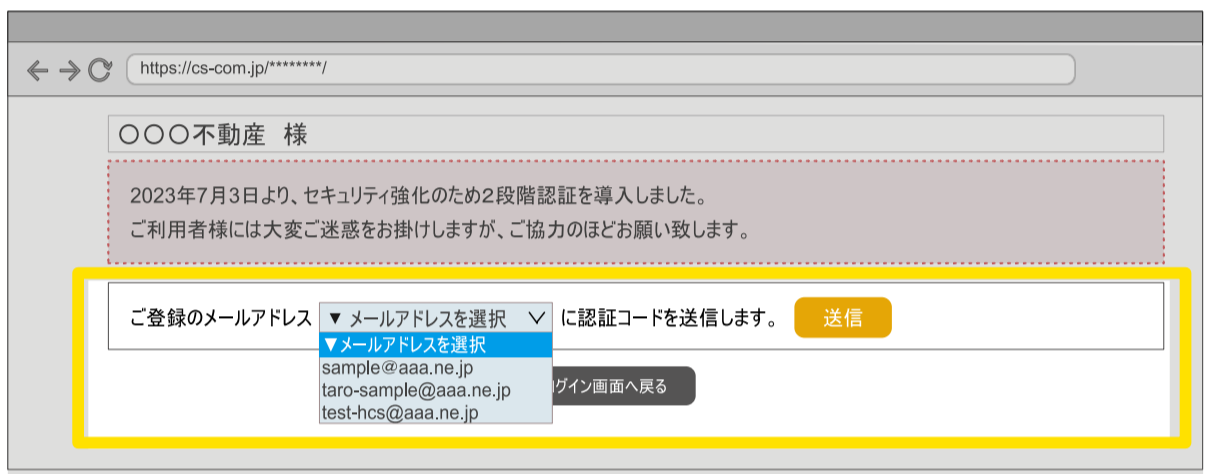 https://cs-com.jp/********/
〇〇〇不動産　様
2023年7月3日より、セキュリティ強化のため2段階認証を導入しました。
ご利用者様には大変ご迷惑をお掛けしますが、ご協力のほどお願い致します。
ご登録のメールアドレス ▼ メールアドレスを選択 に認証コードを送信します。 送信
▼メールアドレスを選択
sample@aaa.ne.jp
taro-sample@aaa.ne.jp
グイン画面へ戻る
test-hcs@aaa.ne.jp